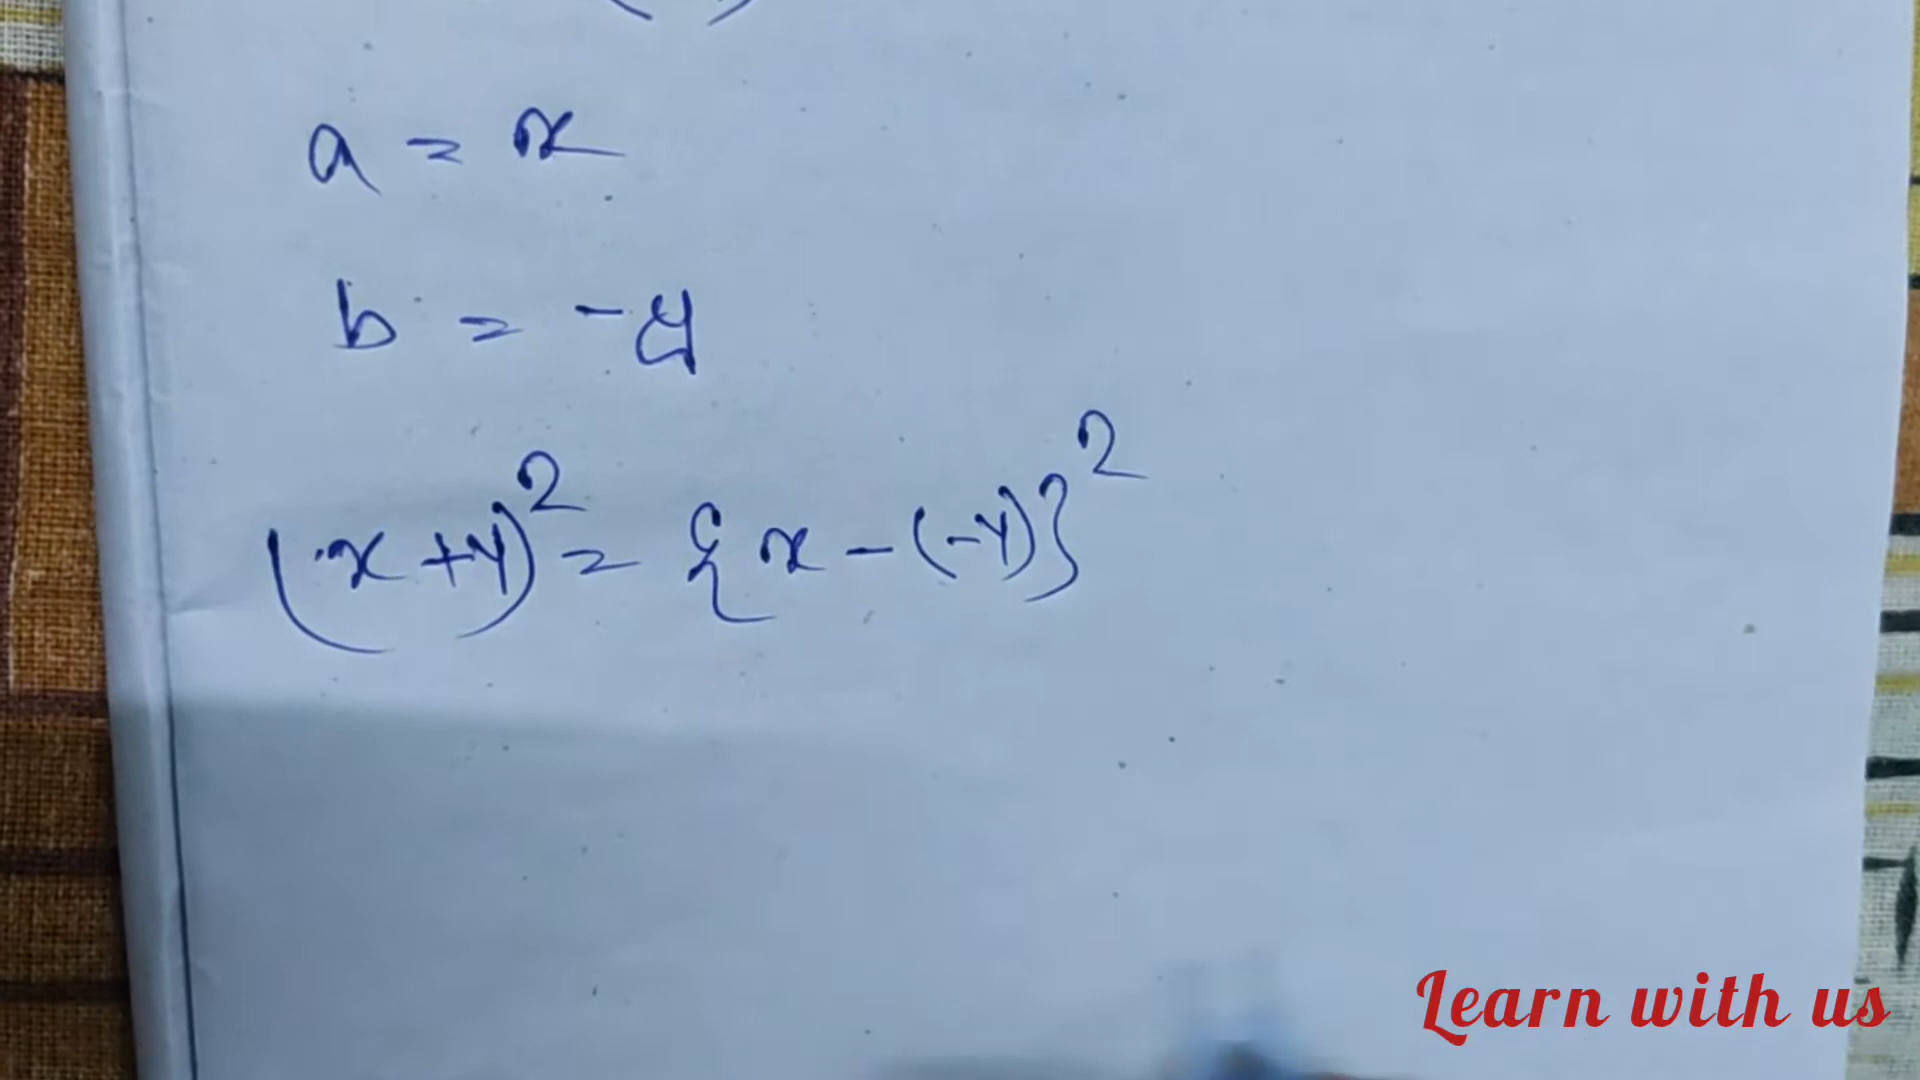 a = x
b = -y
(x+y)² = {x-(-y)}²
Learn with us